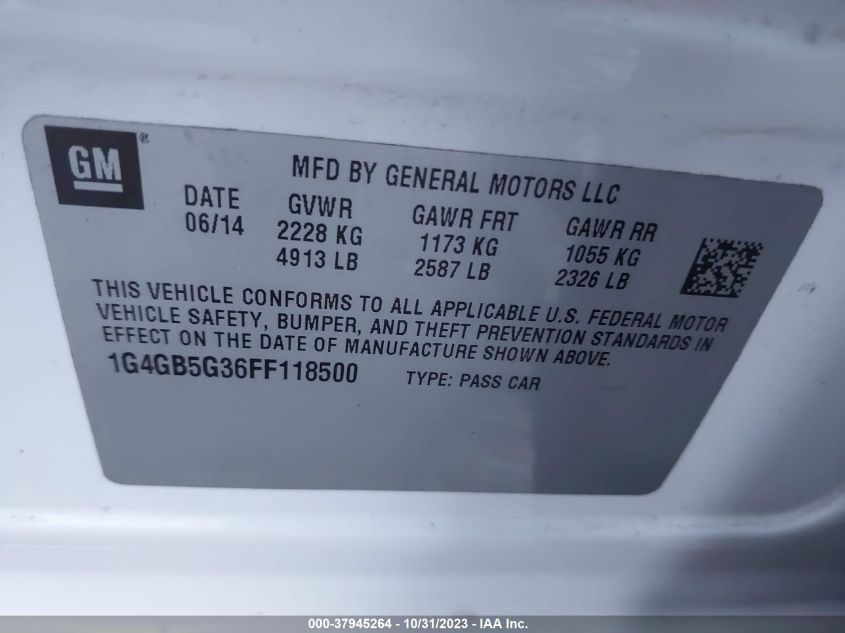 GM ®
MFD BY GENERAL MOTORS LLC
DATE GVWR GAWR FRT GAWR RR
06/14 2228 KG 1173 KG 1055 KG
4913 LB 2587 LB 2326 LB
THIS VEHICLE CONFORMS TO ALL APPLICABLE U.S. FEDERAL MOTOR
VEHICLE SAFETY, BUMPER, AND THEFT PREVENTION STANDARDS IN
EFFECT ON THE DATE OF MANUFACTURE SHOWN ABOVE.
1G4GB5G36FF118500 TYPE: PASS CAR
000-37945264 - 10/31/2023 - IAA Inc.